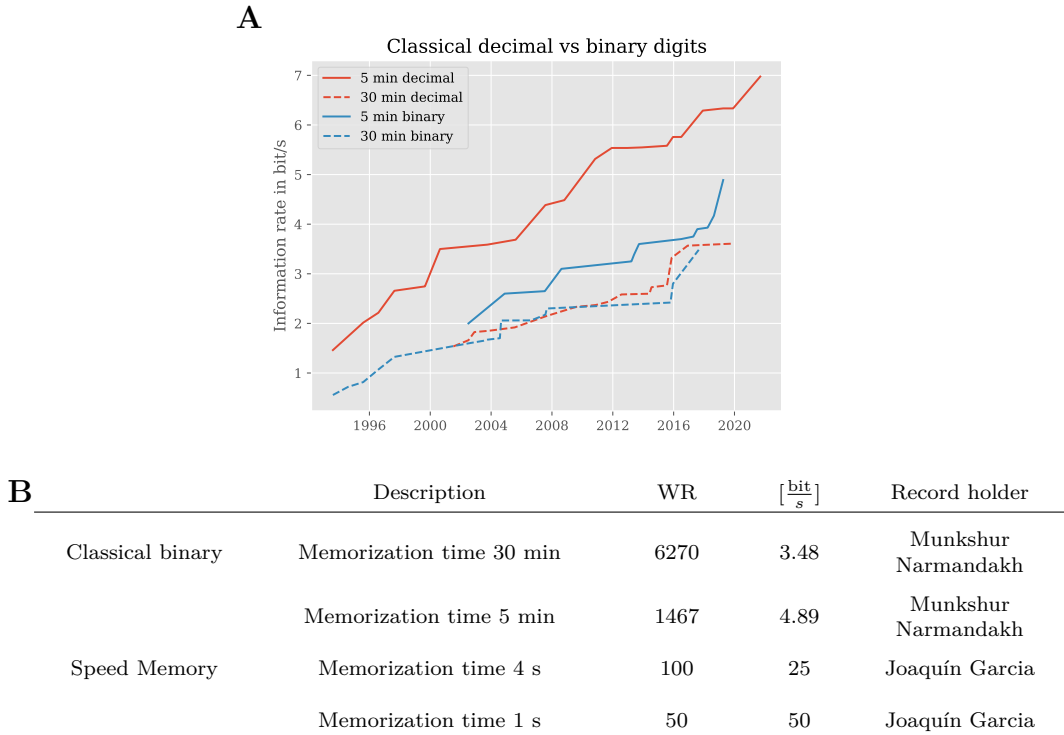 A
Classical decimal vs binary digits
5 min decimal
30 min decimal
5 min binary
30 min binary
Information rate in bit/s
7
6
5
4
3
2
1
1996 2000 2004 2008 2012 2016 2020
B
Description WR [bit/s] Record holder
Classical binary Memorization time 30 min 6270 3.48 Munkshur Narmandakh
Memorization time 5 min 1467 4.89 Munkshur Narmandakh
Speed Memory Memorization time 4 s 100 25 Joaquín Garcia
Memorization time 1 s 50 50 Joaquín Garcia